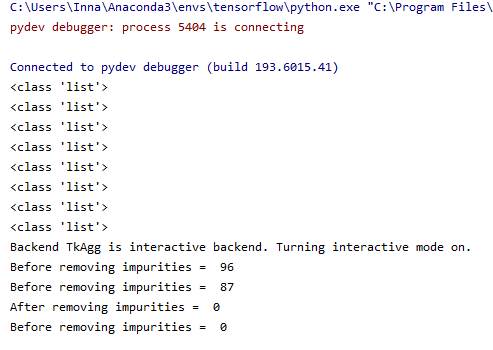 C:\Users\Inna\Anaconda3\envs\tensorflow\python.exe "C:\Program Files\
pydev debugger: process 5404 is connecting
Connected to pydev debugger (build 193.6015.41)
<class 'list'>
<class 'list'>
<class 'list'>
<class 'list'>
<class 'list'>
<class 'list'>
<class 'list'>
<class 'list'>
Backend TkAgg is interactive backend. Turning interactive mode on.
Before removing impurities =  96
Before removing impurities =  87
After removing impurities =  0
Before removing impurities =  0